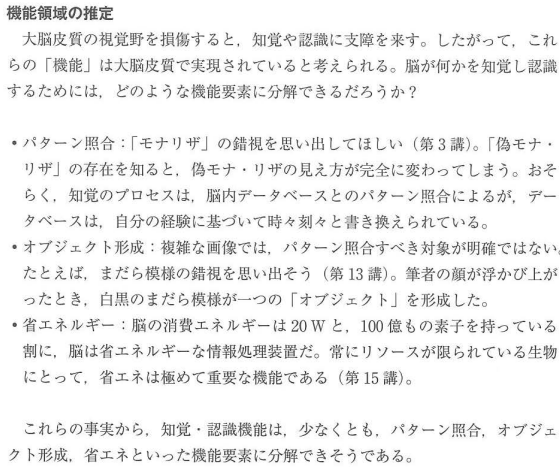 機能領域の推定
大脳皮質の視覚野を損傷すると，知覚や認識に支障を来す。したがって，これ
らの「機能」は大脳皮質で実現されていると考えられる。脳が何かを知覚し認識
するためには，どのような機能要素に分解できるだろうか？
•パターン照合：「モナリザ」の錯視を思い出してほしい（第 3 講）。「偽モナ・
リザ」の存在を知ると，偽モナ・リザの見え方が完全に変わってしまう。おそ
らく，知覚のプロセスは，脳内データベースとのパターン照合によるが，デー
タベースは，自分の経験に基づいて時々刻々と書き換えられている。
•オブジェクト形成：複雑な画像では，パターン照合すべき対象が明確ではない。
たとえば，まだら模様の錯視を思い出そう（第 13 講）。筆者の顔が浮かび上が
ったとき，白黒のまだら模様が一つの「オブジェクト」を形成した。
•省エネルギー：脳の消費エネルギーは 20 W と，100 億もの素子を持っている
割に，脳は省エネルギーな情報処理装置だ。常にリソースが限られている生物
にとって，省エネは極めて重要な機能である（第 15 講）。
これらの事実から，知覚・認識機能は，少なくとも，パターン照合，オブジェ
クト形成，省エネといった機能要素に分解できそうである。